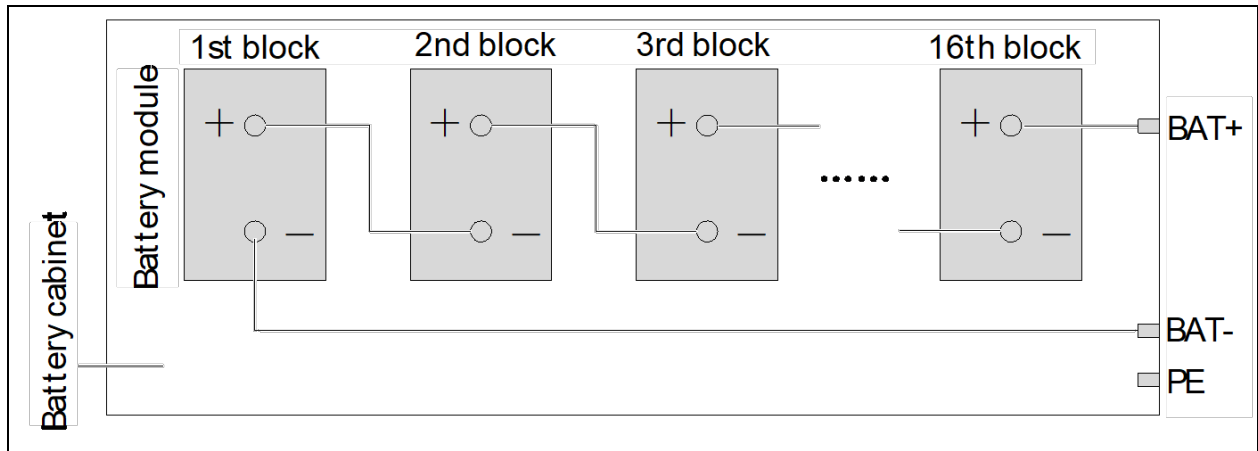 1st block
2nd block
3rd block
16th block
Battery module
+
+
+
+
BAT+
......
−
−
−
−
Battery cabinet
BAT-
PE